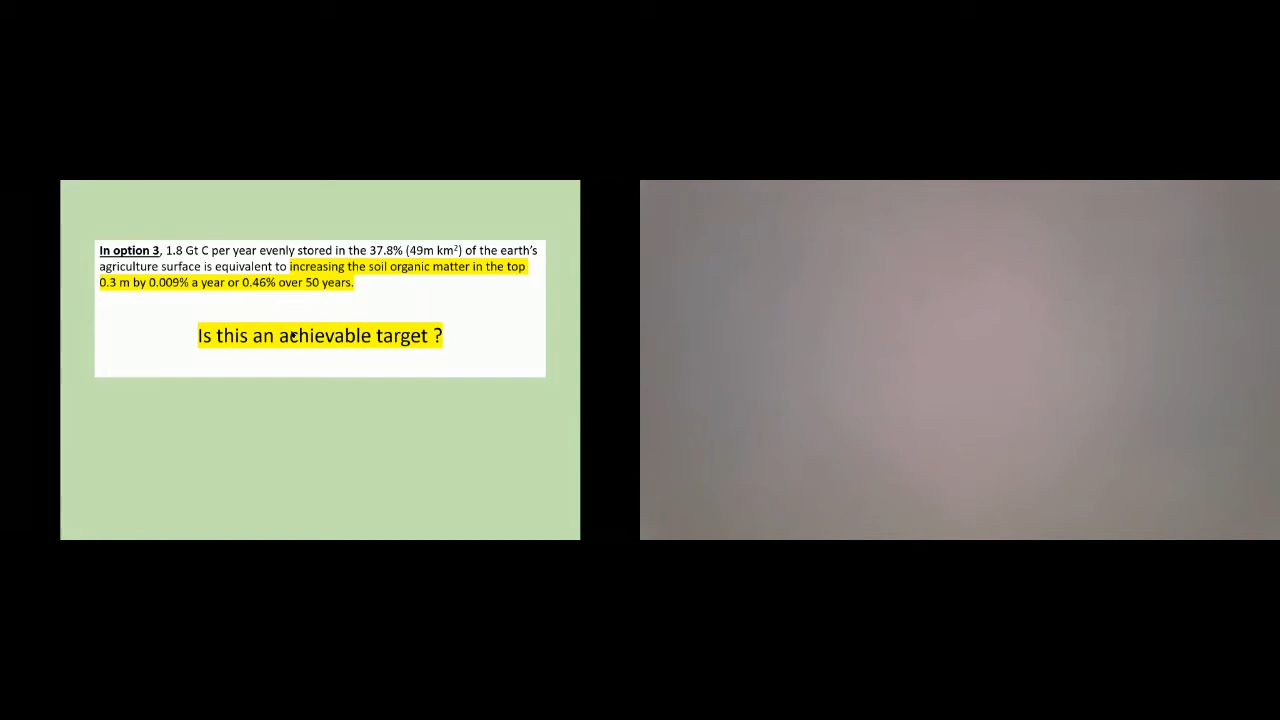 In option 3, 1.8 Gt C per year evenly stored in the 37.8% (49m km²) of the earth's
agriculture surface is equivalent to increasing the soil organic matter in the top
0.3 m by 0.009% a year or 0.46% over 50 years.
Is this an achievable target ?